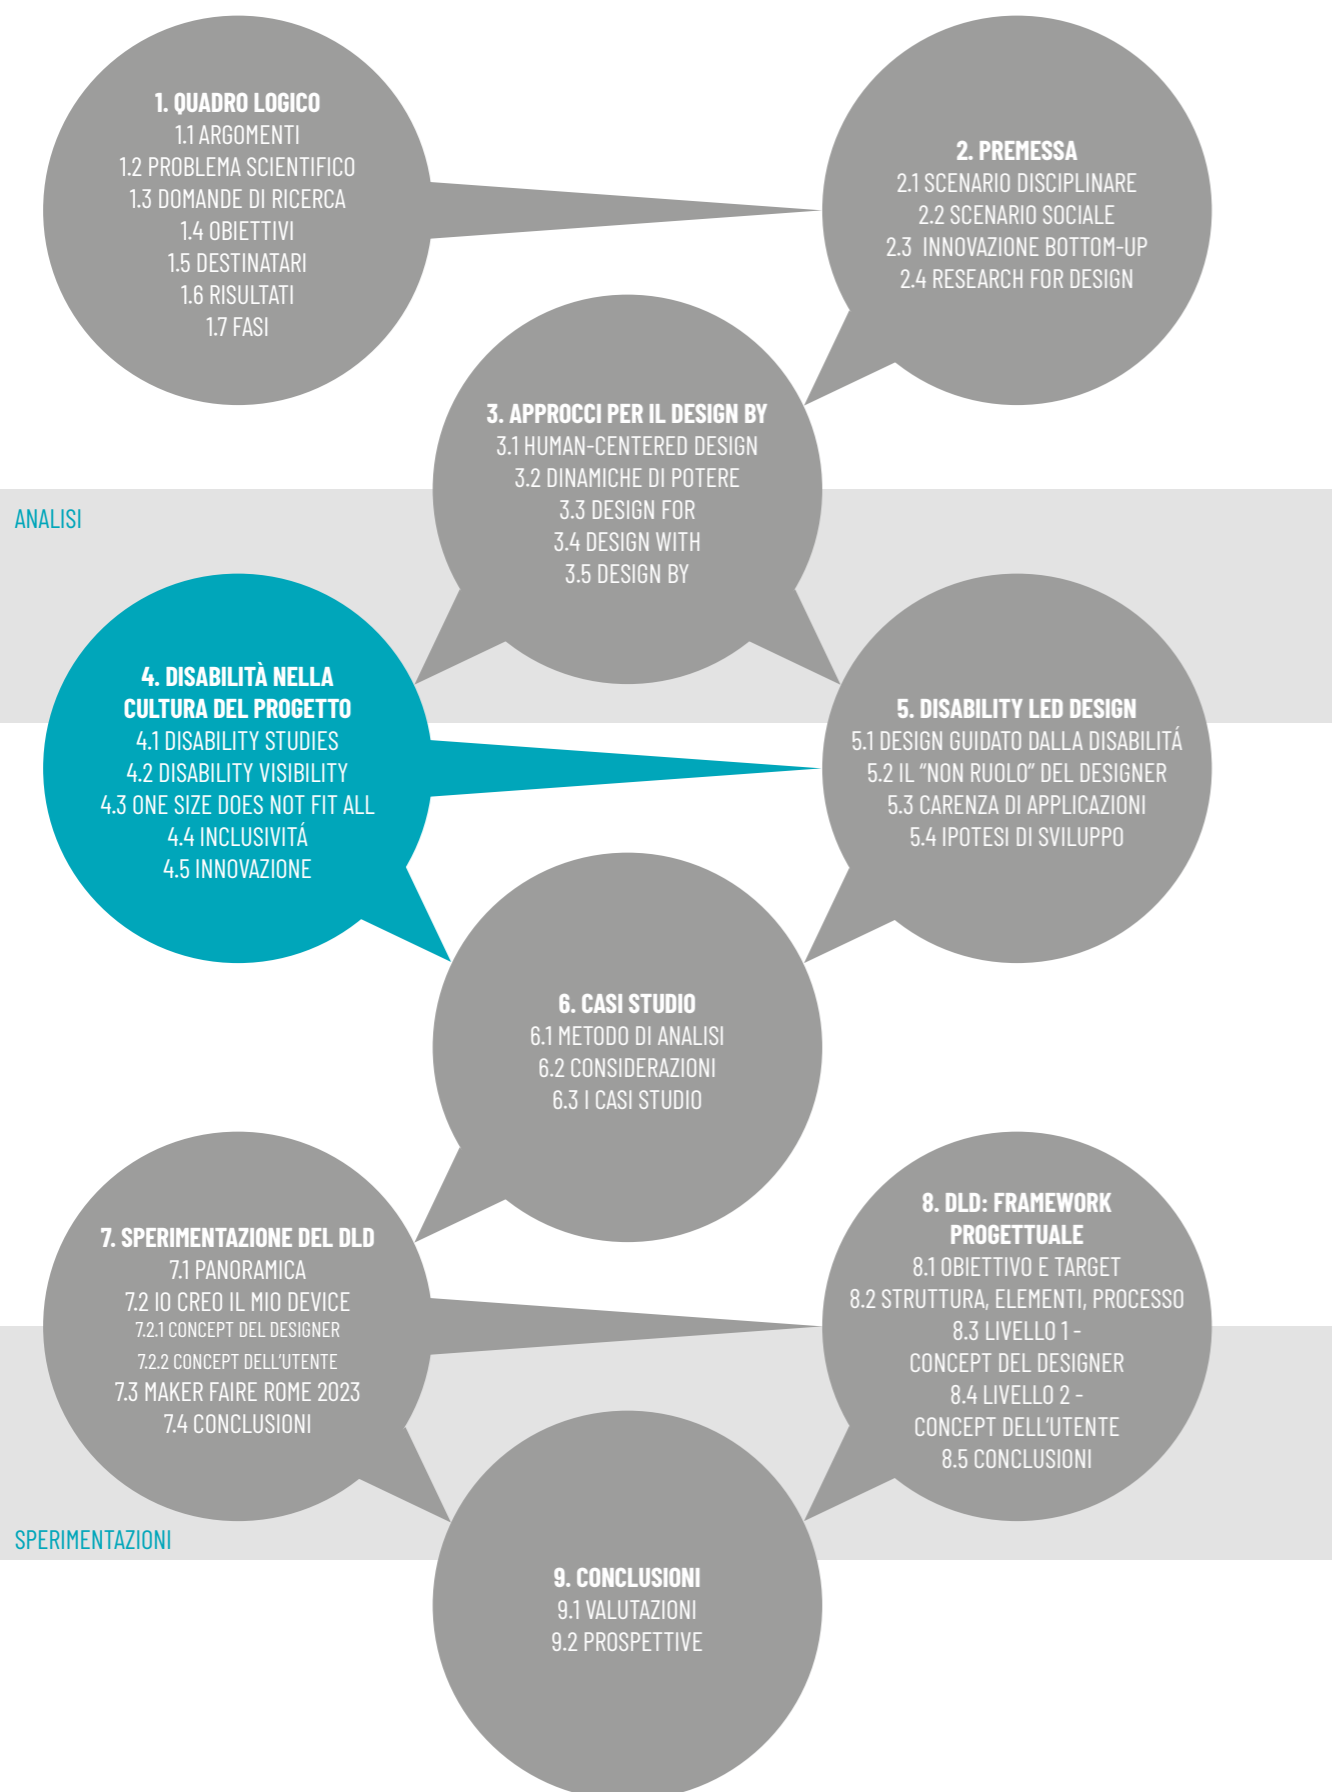 1. QUADRO LOGICO
1.1 ARGOMENTI
1.2 PROBLEMA SCIENTIFICO
1.3 DOMANDE DI RICERCA
1.4 OBIETTIVI
1.5 DESTINATARI
1.6 RISULTATI
1.7 FASI
2. PREMESSA
2.1 SCENARIO DISCIPLINARE
2.2 SCENARIO SOCIALE
2.3 INNOVAZIONE BOTTOM-UP
2.4 RESEARCH FOR DESIGN
3. APPROCCI PER IL DESIGN BY
3.1 HUMAN-CENTERED DESIGN
3.2 DINAMICHE DI POTERE
3.3 DESIGN FOR
3.4 DESIGN WITH
3.5 DESIGN BY
ANALISI
4. DISABILITÀ NELLA
CULTURA DEL PROGETTO
4.1 DISABILITY STUDIES
4.2 DISABILITY VISIBILITY
4.3 ONE SIZE DOES NOT FIT ALL
4.4 INCLUSIVITÁ
4.5 INNOVAZIONE
5. DISABILITY LED DESIGN
5.1 DESIGN GUIDATO DALLA DISABILITÁ
5.2 IL “NON RUOLO” DEL DESIGNER
5.3 CARENZA DI APPLICAZIONI
5.4 IPOTESI DI SVILUPPO
6. CASI STUDIO
6.1 METODO DI ANALISI
6.2 CONSIDERAZIONI
6.3 I CASI STUDIO
7. SPERIMENTAZIONE DEL DLD
7.1 PANORAMICA
7.2 IO CREO IL MIO DEVICE
7.2.1 CONCEPT DEL DESIGNER
7.2.2 CONCEPT DELL’UTENTE
7.3 MAKER FAIRE ROME 2023
7.4 CONCLUSIONI
8. DLD: FRAMEWORK
PROGETTUALE
8.1 OBIETTIVO E TARGET
8.2 STRUTTURA, ELEMENTI, PROCESSO
8.3 LIVELLO 1 -
CONCEPT DEL DESIGNER
8.4 LIVELLO 2 -
CONCEPT DELL’UTENTE
8.5 CONCLUSIONI
SPERIMENTAZIONI
9. CONCLUSIONI
9.1 VALUTAZIONI
9.2 PROSPETTIVE